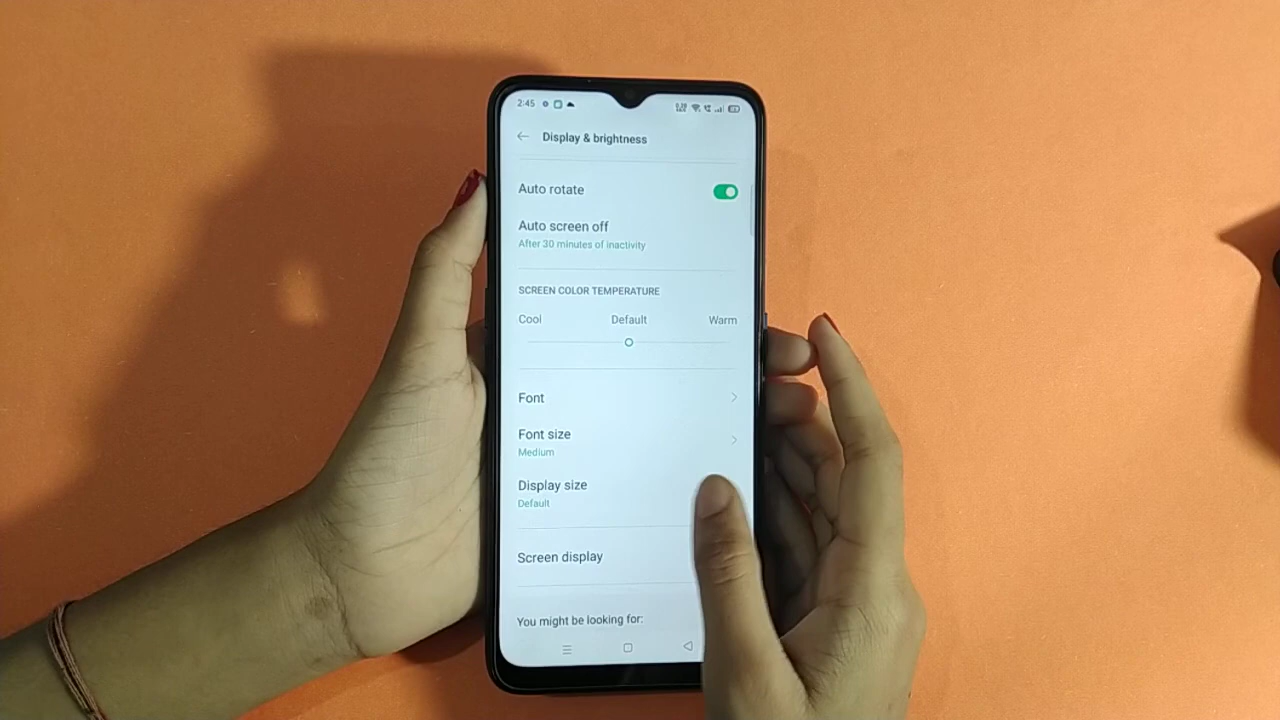 2:45
Display & brightness
Auto rotate
Auto screen off
After 30 minutes of inactivity
SCREEN COLOR TEMPERATURE
Cool Default Warm
Font
Font size
Medium
Display size
Default
Screen display
You might be looking for: